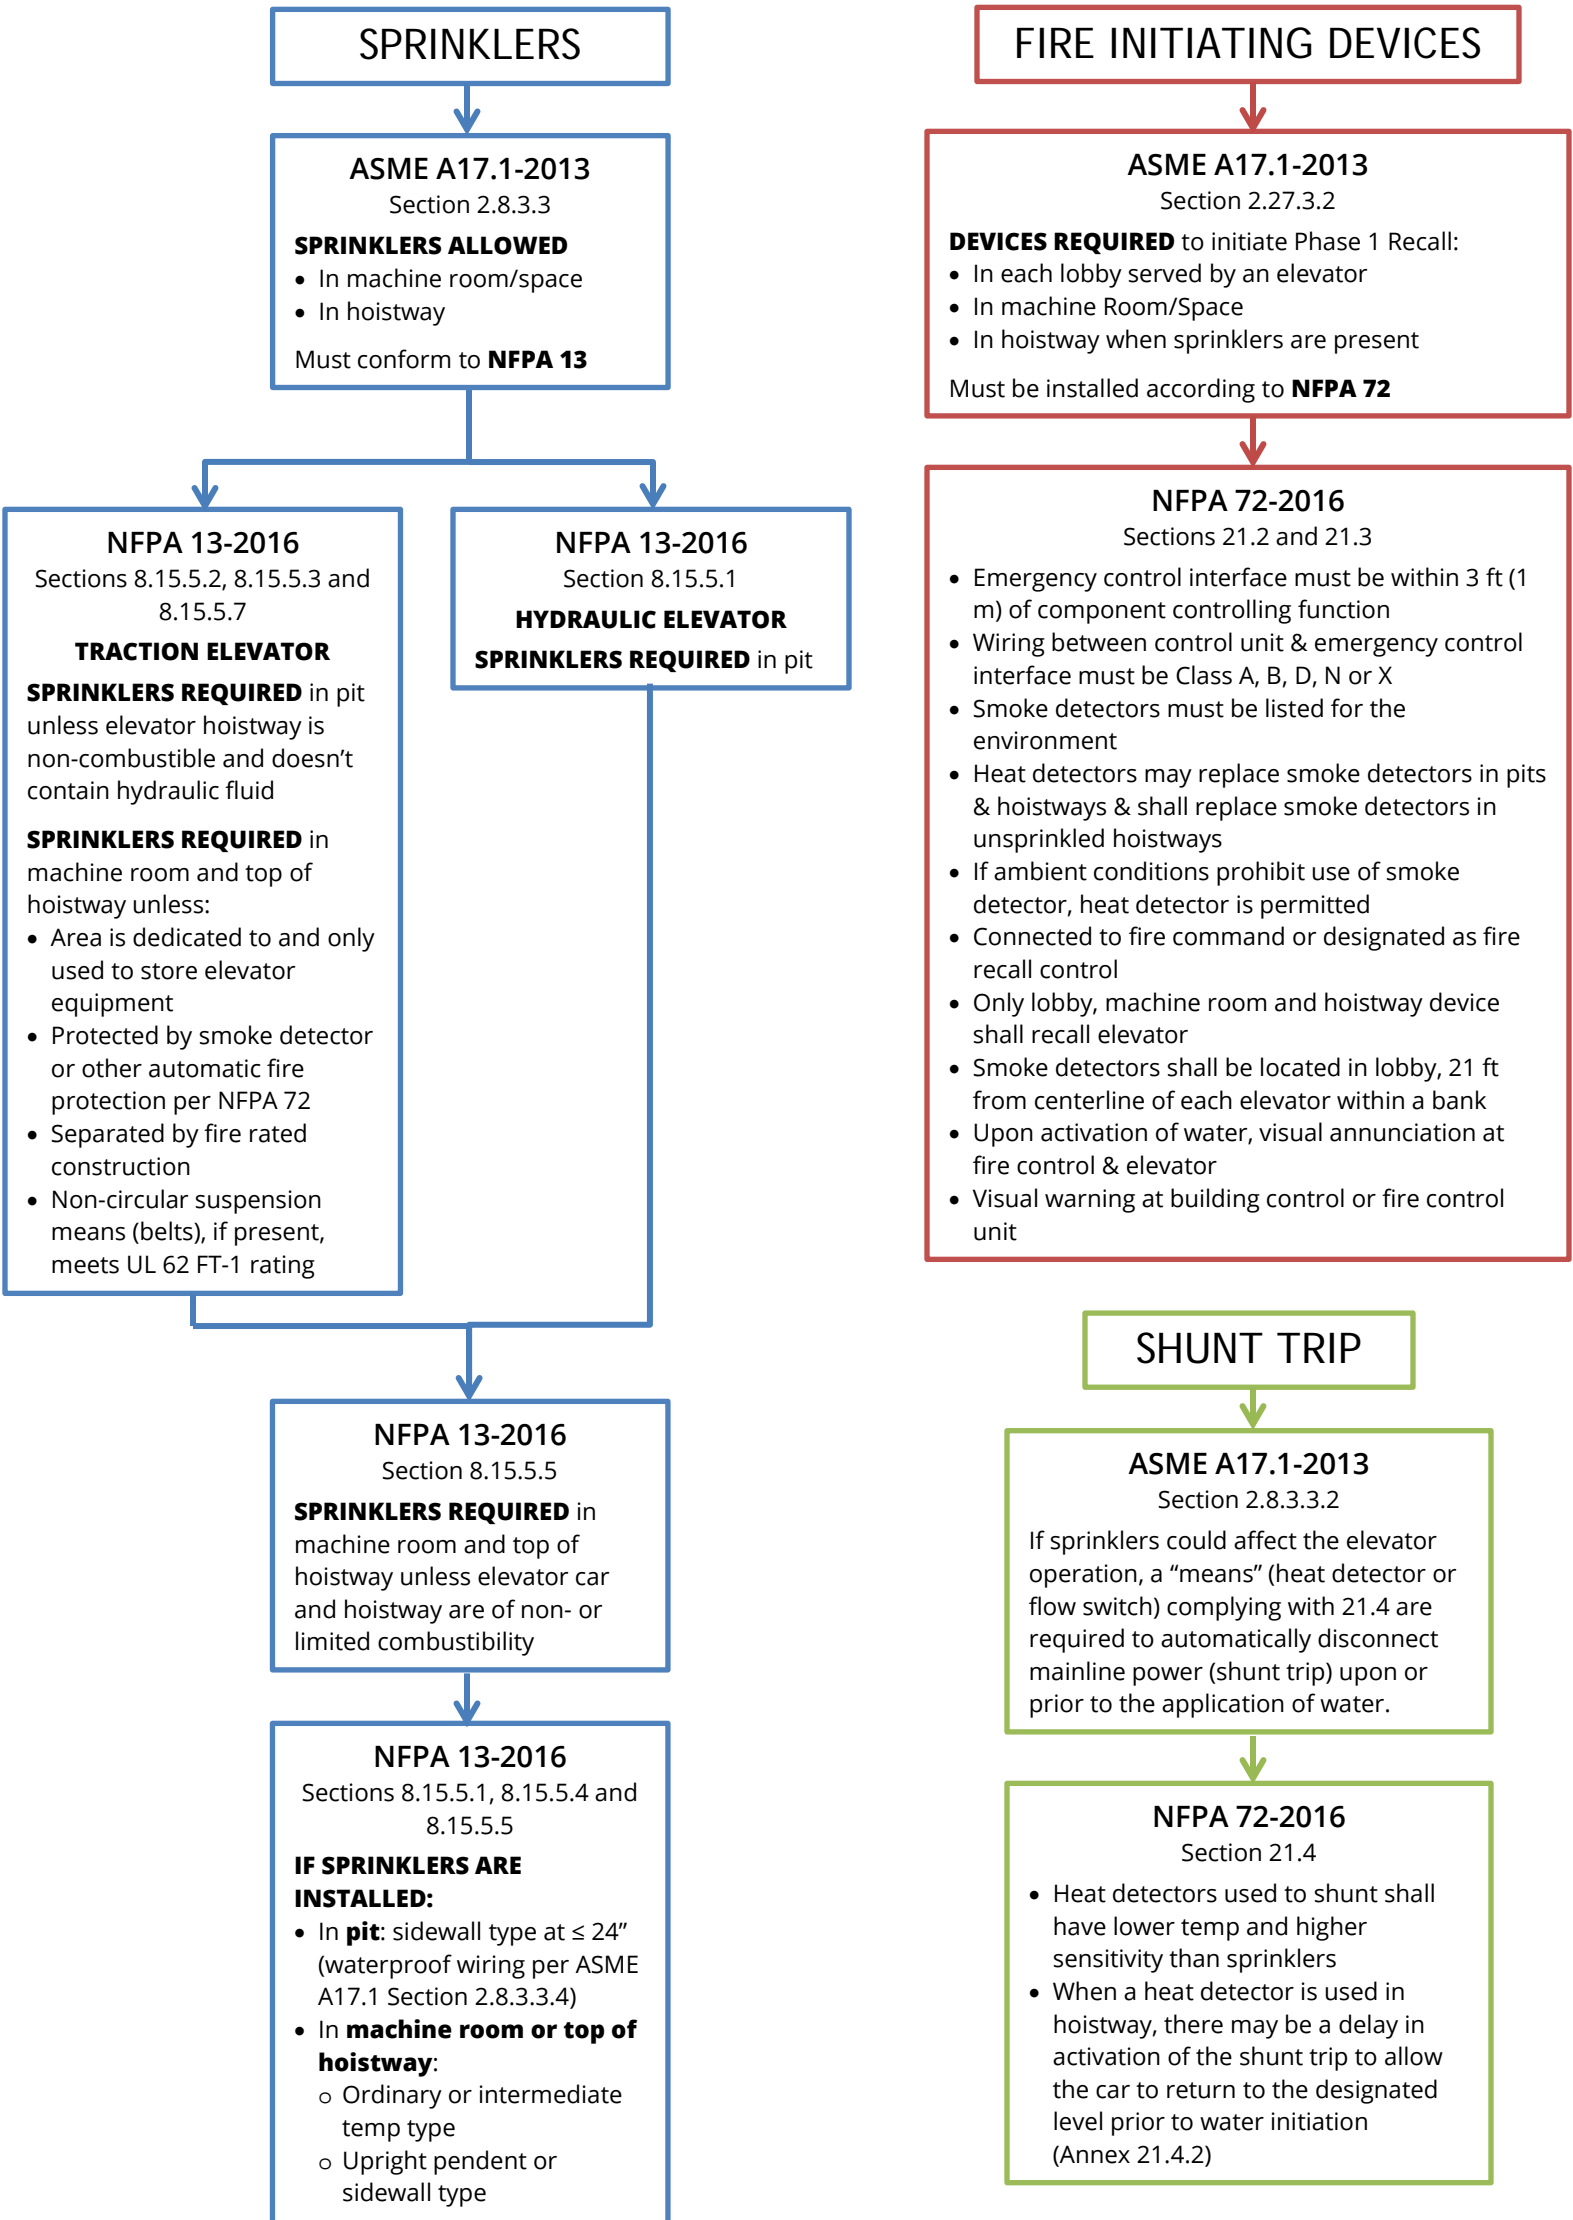 SPRINKLERS
ASME A17.1-2013
Section 2.8.3.3
SPRINKLERS ALLOWED
• In machine room/space
• In hoistway
Must conform to NFPA 13
NFPA 13-2016
Sections 8.15.5.2, 8.15.5.3 and
8.15.5.7
TRACTION ELEVATOR
SPRINKLERS REQUIRED in pit
unless elevator hoistway is
non-combustible and doesn’t
contain hydraulic fluid
SPRINKLERS REQUIRED in
machine room and top of
hoistway unless:
• Area is dedicated to and only
used to store elevator
equipment
• Protected by smoke detector
or other automatic fire
protection per NFPA 72
• Separated by fire rated
construction
• Non-circular suspension
means (belts), if present,
meets UL 62 FT-1 rating
NFPA 13-2016
Section 8.15.5.1
HYDRAULIC ELEVATOR
SPRINKLERS REQUIRED in pit
NFPA 13-2016
Section 8.15.5.5
SPRINKLERS REQUIRED in
machine room and top of
hoistway unless elevator car
and hoistway are of non- or
limited combustibility
NFPA 13-2016
Sections 8.15.5.1, 8.15.5.4 and
8.15.5.5
IF SPRINKLERS ARE
INSTALLED:
• In pit: sidewall type at ≤ 24”
(waterproof wiring per ASME
A17.1 Section 2.8.3.3.4)
• In machine room or top of
hoistway:
o Ordinary or intermediate
temp type
o Upright pendent or
sidewall type
FIRE INITIATING DEVICES
ASME A17.1-2013
Section 2.27.3.2
DEVICES REQUIRED to initiate Phase 1 Recall:
• In each lobby served by an elevator
• In machine Room/Space
• In hoistway when sprinklers are present
Must be installed according to NFPA 72
NFPA 72-2016
Sections 21.2 and 21.3
• Emergency control interface must be within 3 ft (1
m) of component controlling function
• Wiring between control unit & emergency control
interface must be Class A, B, D, N or X
• Smoke detectors must be listed for the
environment
• Heat detectors may replace smoke detectors in pits
& hoistways & shall replace smoke detectors in
unsprinkled hoistways
• If ambient conditions prohibit use of smoke
detector, heat detector is permitted
• Connected to fire command or designated as fire
recall control
• Only lobby, machine room and hoistway device
shall recall elevator
• Smoke detectors shall be located in lobby, 21 ft
from centerline of each elevator within a bank
• Upon activation of water, visual annunciation at
fire control & elevator
• Visual warning at building control or fire control
unit
SHUNT TRIP
ASME A17.1-2013
Section 2.8.3.3.2
If sprinklers could affect the elevator
operation, a “means” (heat detector or
flow switch) complying with 21.4 are
required to automatically disconnect
mainline power (shunt trip) upon or
prior to the application of water.
NFPA 72-2016
Section 21.4
• Heat detectors used to shunt shall
have lower temp and higher
sensitivity than sprinklers
• When a heat detector is used in
hoistway, there may be a delay in
activation of the shunt trip to allow
the car to return to the designated
level prior to water initiation
(Annex 21.4.2)